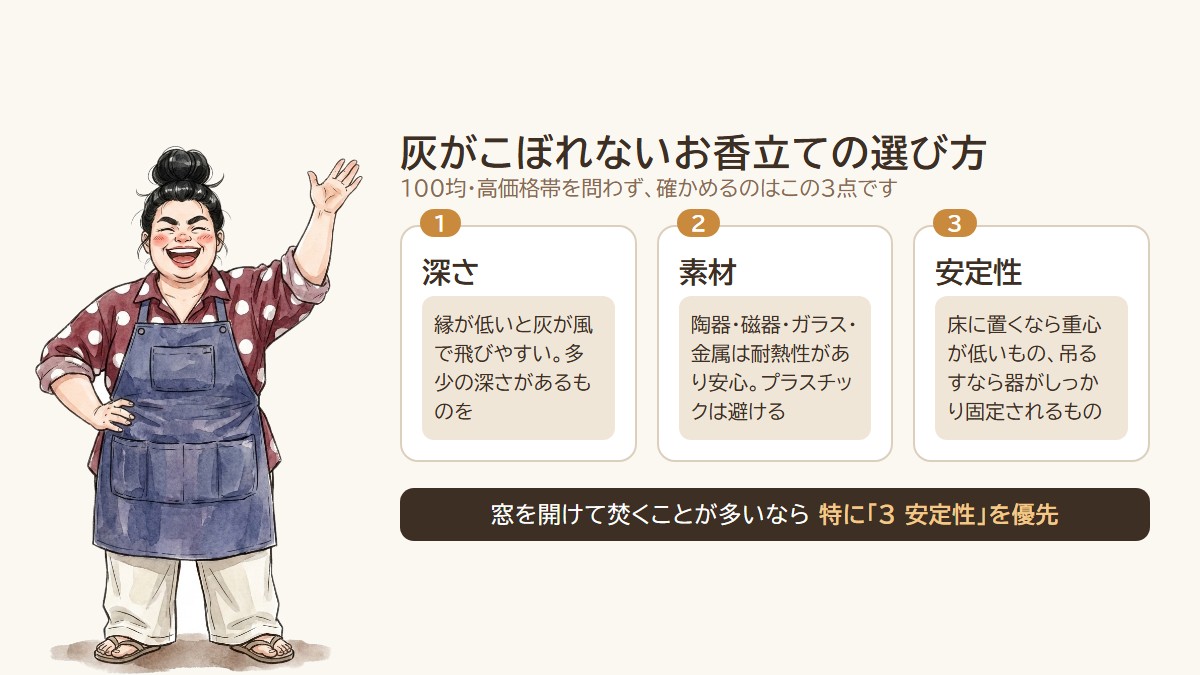 灰がこぼれないお香立ての選び方
100均・高価格帯を問わず、確かめるのはこの3点です
1
深さ
縁が低いと灰が風
で飛びやすい。多
少の深さがあるも
のを
2
素材
陶器・磁器・ガラス・
金属は耐熱性があ
り安心。プラスチッ
クは避ける
3
安定性
床に置くなら重心
が低いもの、吊る
すなら器がしっか
り固定されるもの
窓を開けて焚くことが多いなら 特に「3 安定性」を優先